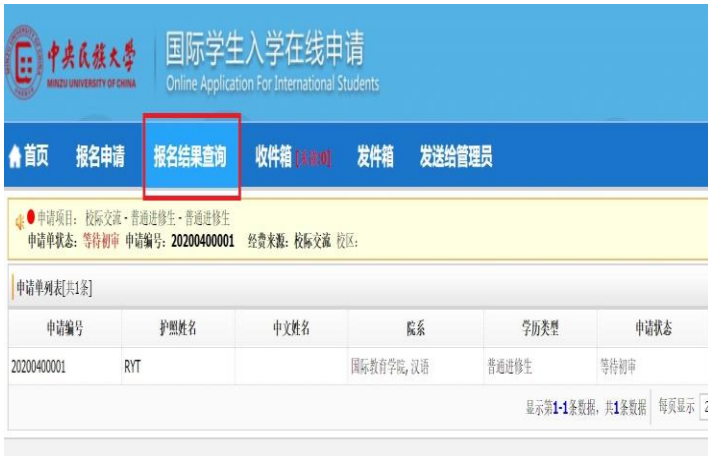 中央民族大学
MINZU UNIVERSITY OF CHINA
国际学生入学在线申请
Online Application For International Students
首页 报名申请 报名结果查询 收件箱 发件箱 发送给管理员
申请项目： 校际交流 - 普通进修生 - 普通进修生
申请单状态：等待初审 申请编号：20200400001 经费来源：校际交流 校区：
申请单列表[共1条]
申请编号 护照姓名 中文姓名 院系 学历类型 申请状态
20200400001 RYT 国际教育学院, 汉语 普通进修生 等待初审
显示第1-1条数据，共1条数据 每页显示 2